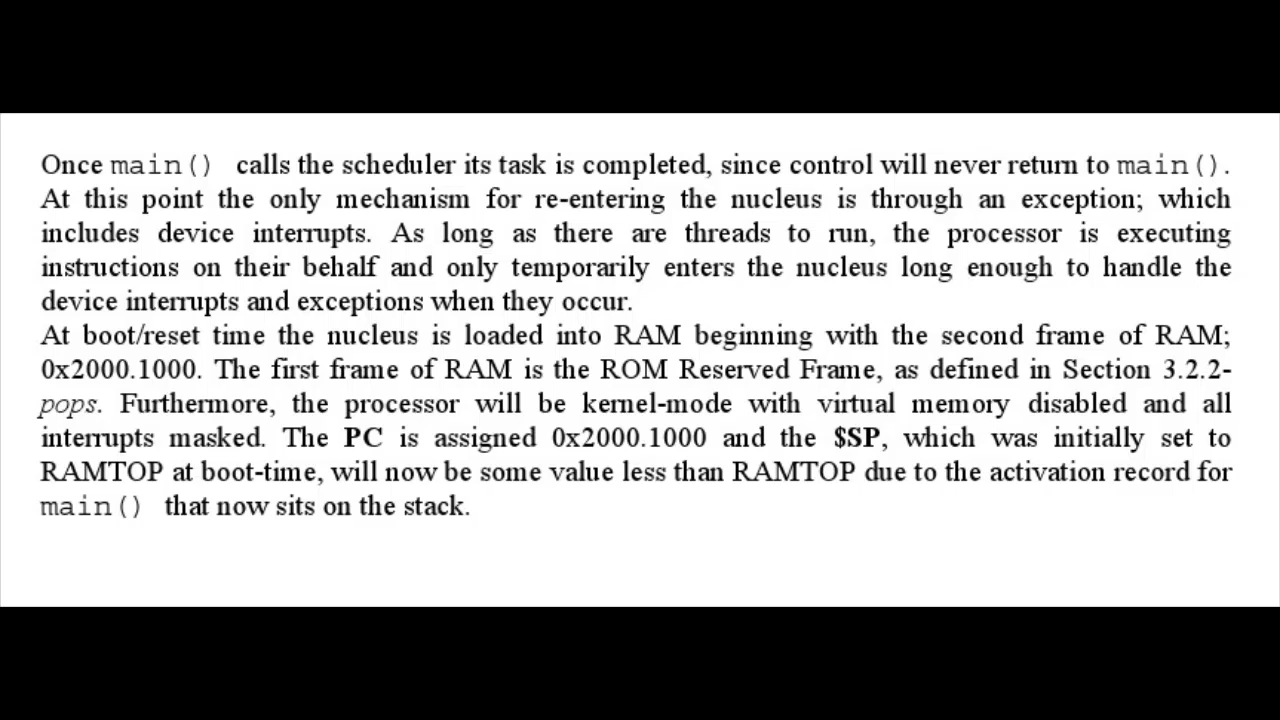 Once main() calls the scheduler its task is completed, since control will never return to main().
At this point the only mechanism for re-entering the nucleus is through an exception; which
includes device interrupts. As long as there are threads to run, the processor is executing
instructions on their behalf and only temporarily enters the nucleus long enough to handle the
device interrupts and exceptions when they occur.
At boot/reset time the nucleus is loaded into RAM beginning with the second frame of RAM;
0x2000.1000. The first frame of RAM is the ROM Reserved Frame, as defined in Section 3.2.2-
pops. Furthermore, the processor will be kernel-mode with virtual memory disabled and all
interrupts masked. The PC is assigned 0x2000.1000 and the $SP, which was initially set to
RAMTOP at boot-time, will now be some value less than RAMTOP due to the activation record for
main() that now sits on the stack.